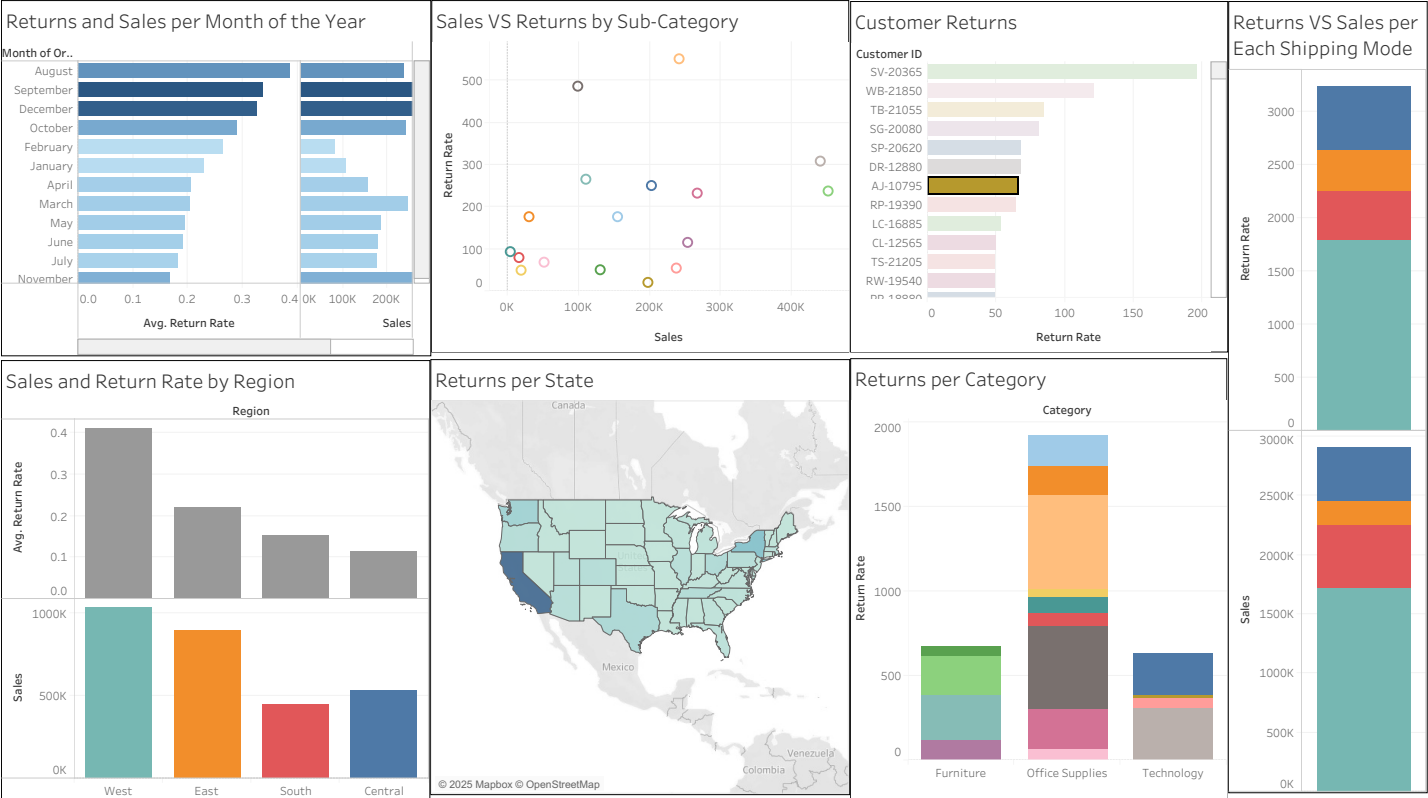 Returns and Sales per Month of the Year
Month of Or..
August
September
December
October
February
January
April
March
May
June
July
November
0.0 0.1 0.2 0.3 0.4
0K 100K 200K
Avg. Return Rate
Sales
Sales VS Returns by Sub-Category
Return Rate
500
400
300
200
100
0
0K 100K 200K 300K 400K
Sales
Customer Returns
Customer ID
SV-20365
WB-21850
TB-21055
SG-20080
SP-20620
DR-12880
AJ-10795
RP-19390
LC-16885
CL-12565
TS-21205
RW-19540
0 50 100 150 200
Return Rate
Returns VS Sales per
Each Shipping Mode
Return Rate
3000
2500
2000
1500
1000
500
0
Sales
3000K
2500K
2000K
1500K
1000K
500K
0K
Sales and Return Rate by Region
Region
Avg. Return Rate
0.4
0.3
0.2
0.1
0.0
Sales
1000K
500K
0K
West East South Central
Returns per State
Canada
United
Mexico
Venezuela
Colombia
© 2025 Mapbox © OpenStreetMap
Returns per Category
Category
Return Rate
2000
1500
1000
500
0
Furniture Office Supplies Technology